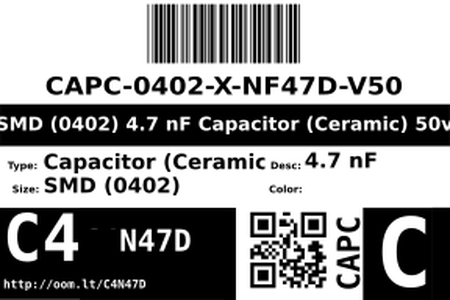 CAPC-0402-X-NF47D-V50
SMD (0402) 4.7 nF Capacitor (Ceramic) 50v
Type: Capacitor (Ceramic Desc: 4.7 nF
Size: SMD (0402) Color:
C4 N47D
CAPC
C
http://oom.lt/C4N47D